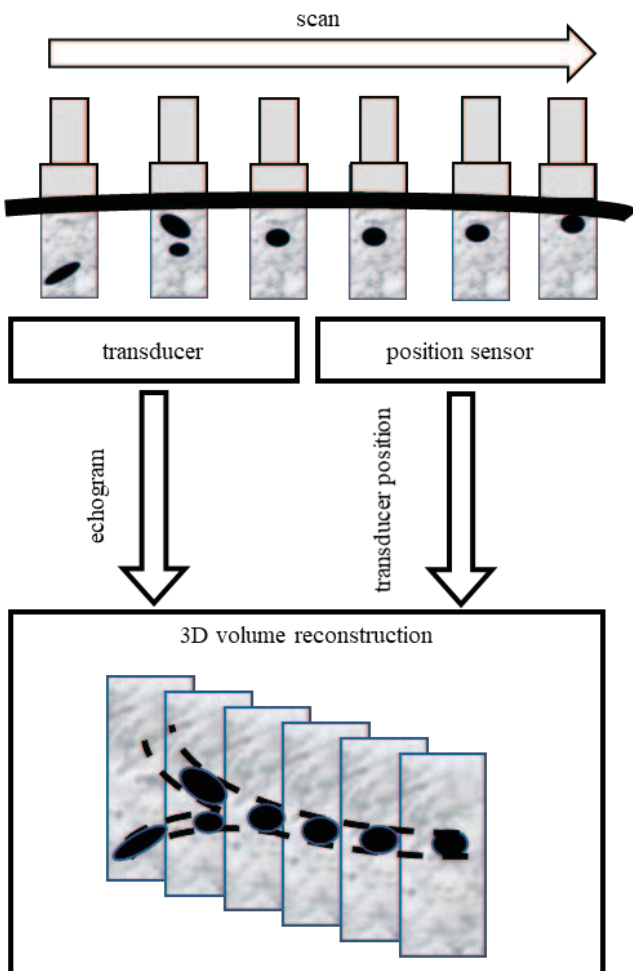 scan
transducer
position sensor
echogram
transducer position
3D volume reconstruction